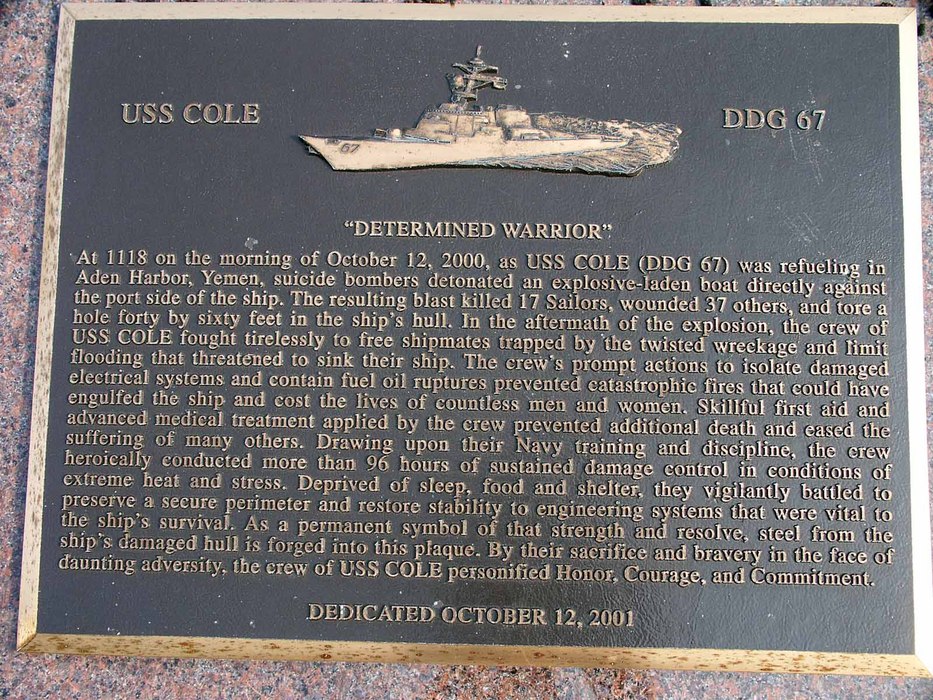 USS COLE
DDG 67
67
"DETERMINED WARRIOR"
At 1118 on the morning of October 12, 2000, as USS COLE (DDG 67) was refueling in
Aden Harbor, Yemen, suicide bombers detonated an explosive-laden boat directly against
the port side of the ship. The resulting blast killed 17 Sailors, wounded 37 others, and tore a
hole forty by sixty feet in the ship's hull. In the aftermath of the explosion, the crew of
USS COLE fought tirelessly to free shipmates trapped by the twisted wreckage and limit
flooding that threatened to sink their ship. The crew's prompt actions to isolate damaged
electrical systems and contain fuel oil ruptures prevented catastrophic fires that could have
engulfed the ship and cost the lives of countless men and women. Skillful first aid and
advanced medical treatment applied by the crew prevented additional death and eased the
suffering of many others. Drawing upon their Navy training and discipline, the crew
heroically conducted more than 96 hours of sustained damage control in conditions of
extreme heat and stress. Deprived of sleep, food and shelter, they vigilantly battled to
preserve a secure perimeter and restore stability to engineering systems that were vital to
the ship's survival. As a permanent symbol of that strength and resolve, steel from the
ship's damaged hull is forged into this plaque. By their sacrifice and bravery in the face of
daunting adversity, the crew of USS COLE personified Honor, Courage, and Commitment.
DEDICATED OCTOBER 12, 2001